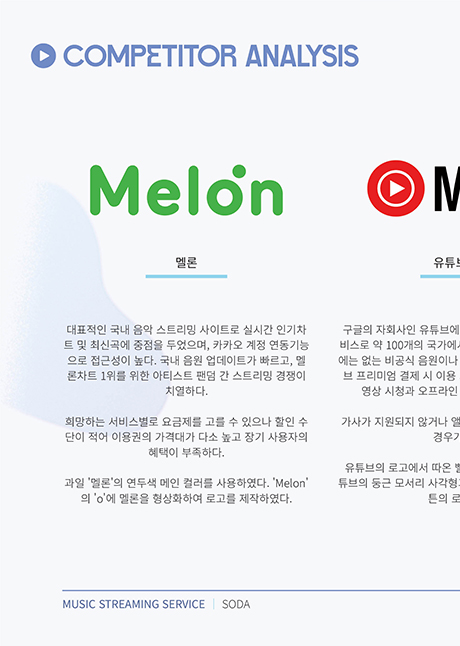 COMPETITOR ANALYSIS
Melon
M
멜론
유튜브
대표적인 국내 음악 스트리밍 사이트로 실시간 인기차
트 및 최신곡에 중점을 두었으며, 카카오 계정 연동기능
으로 접근성이 높다. 국내 음원 업데이트가 빠르고, 멜
론차트 1위를 위한 아티스트 팬덤 간 스트리밍 경쟁이
치열하다.
희망하는 서비스별로 요금제를 고를 수 있으나 할인 수
단이 적어 이용권의 가격대가 다소 높고 장기 사용자의
혜택이 부족하다.
과일 '멜론'의 연두색 메인 컬러를 사용하였다. 'Melon'
의 'o'에 멜론을 형상화하여 로고를 제작하였다.
구글의 자회사인 유튜브에
비스로 약 100개의 국가에서
에는 없는 비공식 음원이나
브 프리미엄 결제 시 이용
영상 시청과 오프라인
가사가 지원되지 않거나 앨
경우가
유튜브의 로고에서 따온 빨
튜브의 둥근 모서리 사각형
튼의 로
MUSIC STREAMING SERVICE | SODA